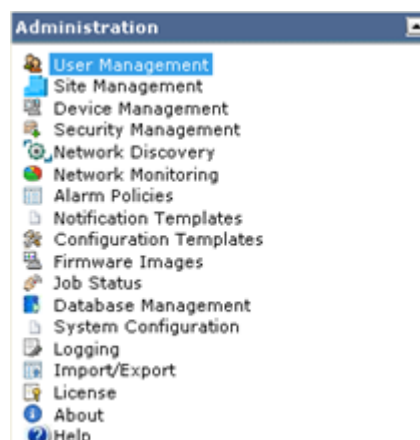 Administration
User Management
Site Management
Device Management
Security Management
Network Discovery
Network Monitoring
Alarm Policies
Notification Templates
Configuration Templates
Firmware Images
Job Status
Database Management
System Configuration
Logging
Import/Export
License
About
Help